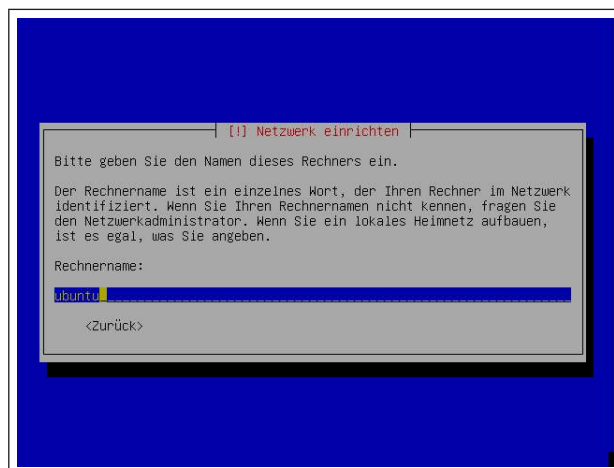 [!] Netzwerk einrichten
Bitte geben Sie den Namen dieses Rechners ein.
Der Rechnername ist ein einzelnes Wort, der Ihren Rechner im Netzwerk
identifiziert. Wenn Sie Ihren Rechnernamen nicht kennen, fragen Sie
den Netzwerkadministrator. Wenn Sie ein lokales Heimnetz aufbauen,
ist es egal, was Sie angeben.
Rechnername:
ubuntu
<Zurück>